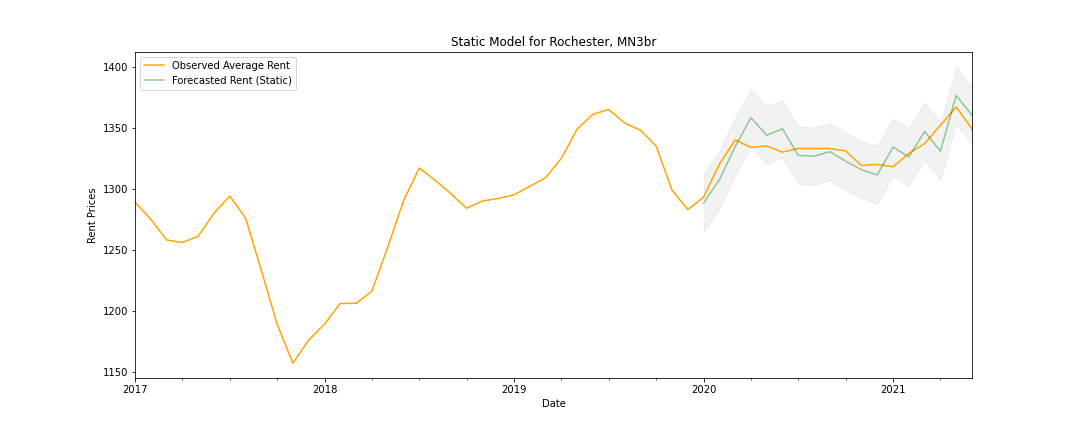 Static Model for Rochester, MN3br
Observed Average Rent
Forecasted Rent (Static)
Rent Prices
1400
1350
1300
1250
1200
1150
2017
2018
2019
2020
2021
Date